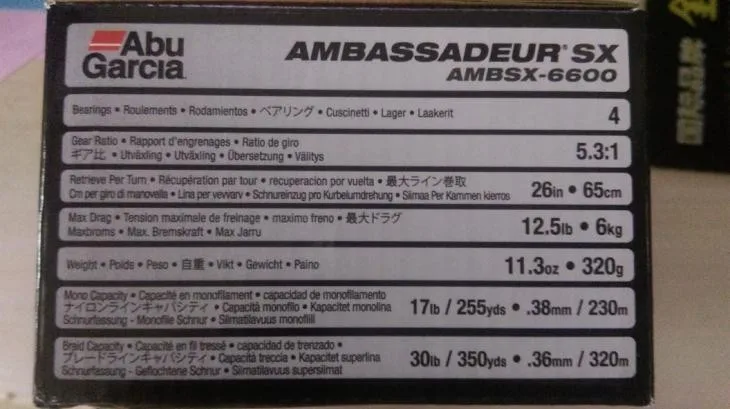 Abu
Garcia
AMBASSADEUR® SX
AMBSX-6600
Bearings • Roulements • Rodamientos • ベアリング • Cuscinetti • Lager • Laakerit
4
Gear Ratio • Rapport d'engrenages • Ratio de giro
ギア比 • Utväxling • Utväxling • Übersetzung • Välitys
5.3:1
Retrieve Per Turn • Récupération par tour • recuperacion por vuelta • 最大ライン巻取
Cm per giro di manovella • Lina per vevvarv • Schnureinzug pro Kurbelumdrehung • Siimaa Per Kammen kierros
26in • 65cm
Max Drag • Tension maximale de freinage • maximo freno • 最大ドラグ
Maxbroms • Max. Bremskraft • Max Jarru
12.5lb • 6kg
Weight • Poids • Peso • 自重 • Vikt • Gewicht • Paino
11.3oz • 320g
Mono Capacity • Capacité en monofilament • capacidad de monofilamento
ナイロンラインキャパシティ • Capacità monofilo • Kapacitet monolina
Schnurfassung - Monofile Schnur • Siimatilavuus monofiili
17lb / 255yds • .38mm / 230m
Braid Capacity • Capacité en fil tressé • capacidad de trenzado •
ブレードラインキャパシティ • Capacità treccia • Kapacitet superlina
Schnurfassung - Geflochtene Schnur • Siimatilavuus supersiimat
30lb / 350yds • .36mm / 320m